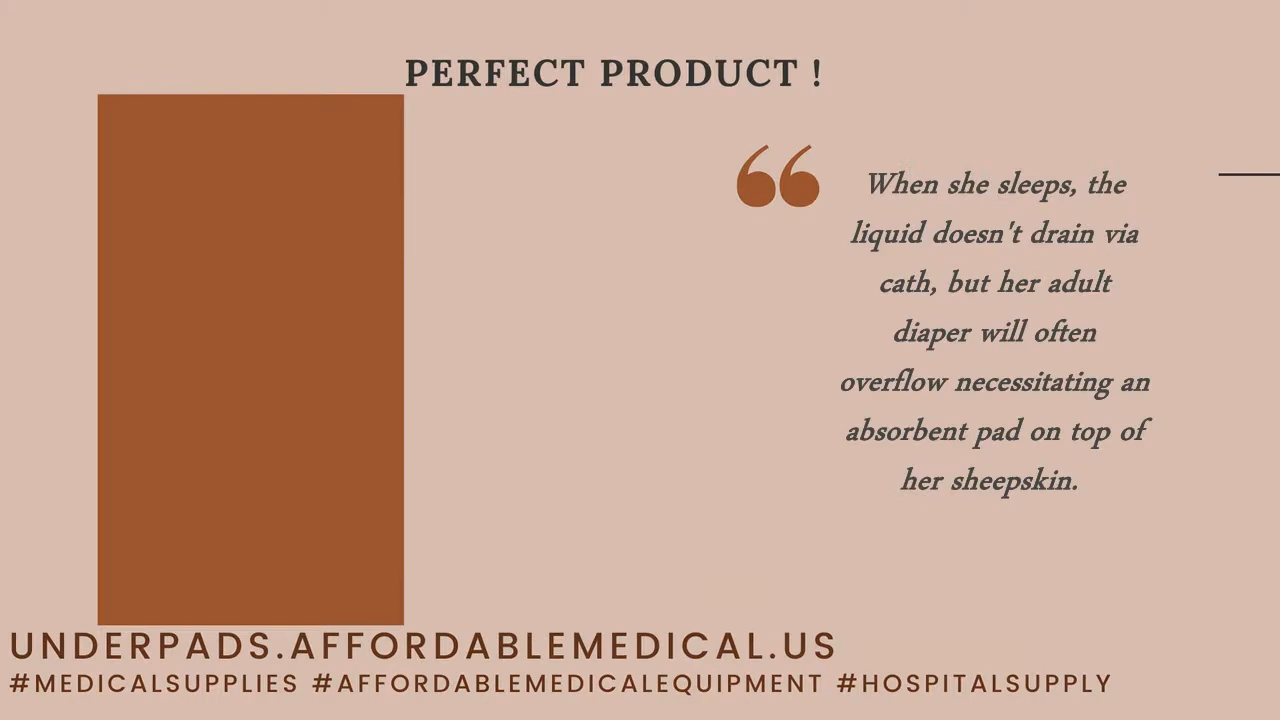 PERFECT PRODUCT !
“
When she sleeps, the
liquid doesn't drain via
cath, but her adult
diaper will often
overflow necessitating an
absorbent pad on top of
her sheepskin.
UNDERPADS.AFFORDABLEMEDICAL.US
#MEDICALSUPPLIES #AFFORDABLEMEDICALEQUIPMENT #HOSPITALSUPPLY